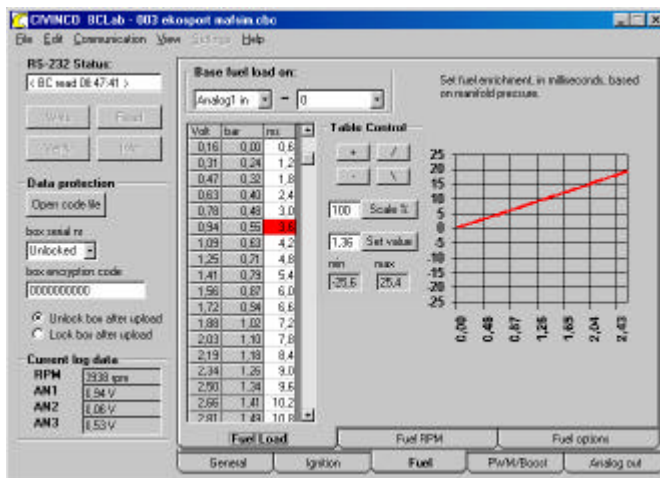 CIVINCO BCLab - 003 ekosport mafsim.cbc
File Edit Communication View Settings Help
RS-232 Status:
< BC read 08:47:41 >
Write Read
Verify
Data protection
Open code file
box serial nr
Unlocked
box encryption code
0000000000
Unlock box after upload
Lock box after upload
Current log data
RPM 3938 rpm
AN1 0,94 V
AN2 0,06 V
AN3 0,53 V
Base fuel load on:
Analog1 in - 0
Set fuel enrichment, in milliseconds, based
on manifold pressure.
Volt bar ms
0,16 0,00 0,6
0,31 0,24 1,2
0,47 0,32 1,8
0,63 0,40 2,4
0,78 0,48 3,0
0,94 0,55 3,6
1,09 0,63 4,2
1,25 0,71 4,8
1,41 0,79 5,4
1,56 0,87 6,0
1,72 0,94 6,6
1,88 1,02 7,2
2,03 1,10 7,8
2,19 1,18 8,4
2,34 1,26 9,0
2,50 1,34 9,6
2,66 1,41 10,2
2,81 1,49 10,8
Table Control
+ /
- \
100 Scale %
1,36 Set value
min max
-25,6 25,4
25
20
15
10
5
0
-5
-10
-15
-20
-25
0,00 0,48 0,87 1,26 1,65 2,04 2,43
Fuel Load Fuel RPM Fuel options
General Ignition Fuel PWM/Boost Analog out